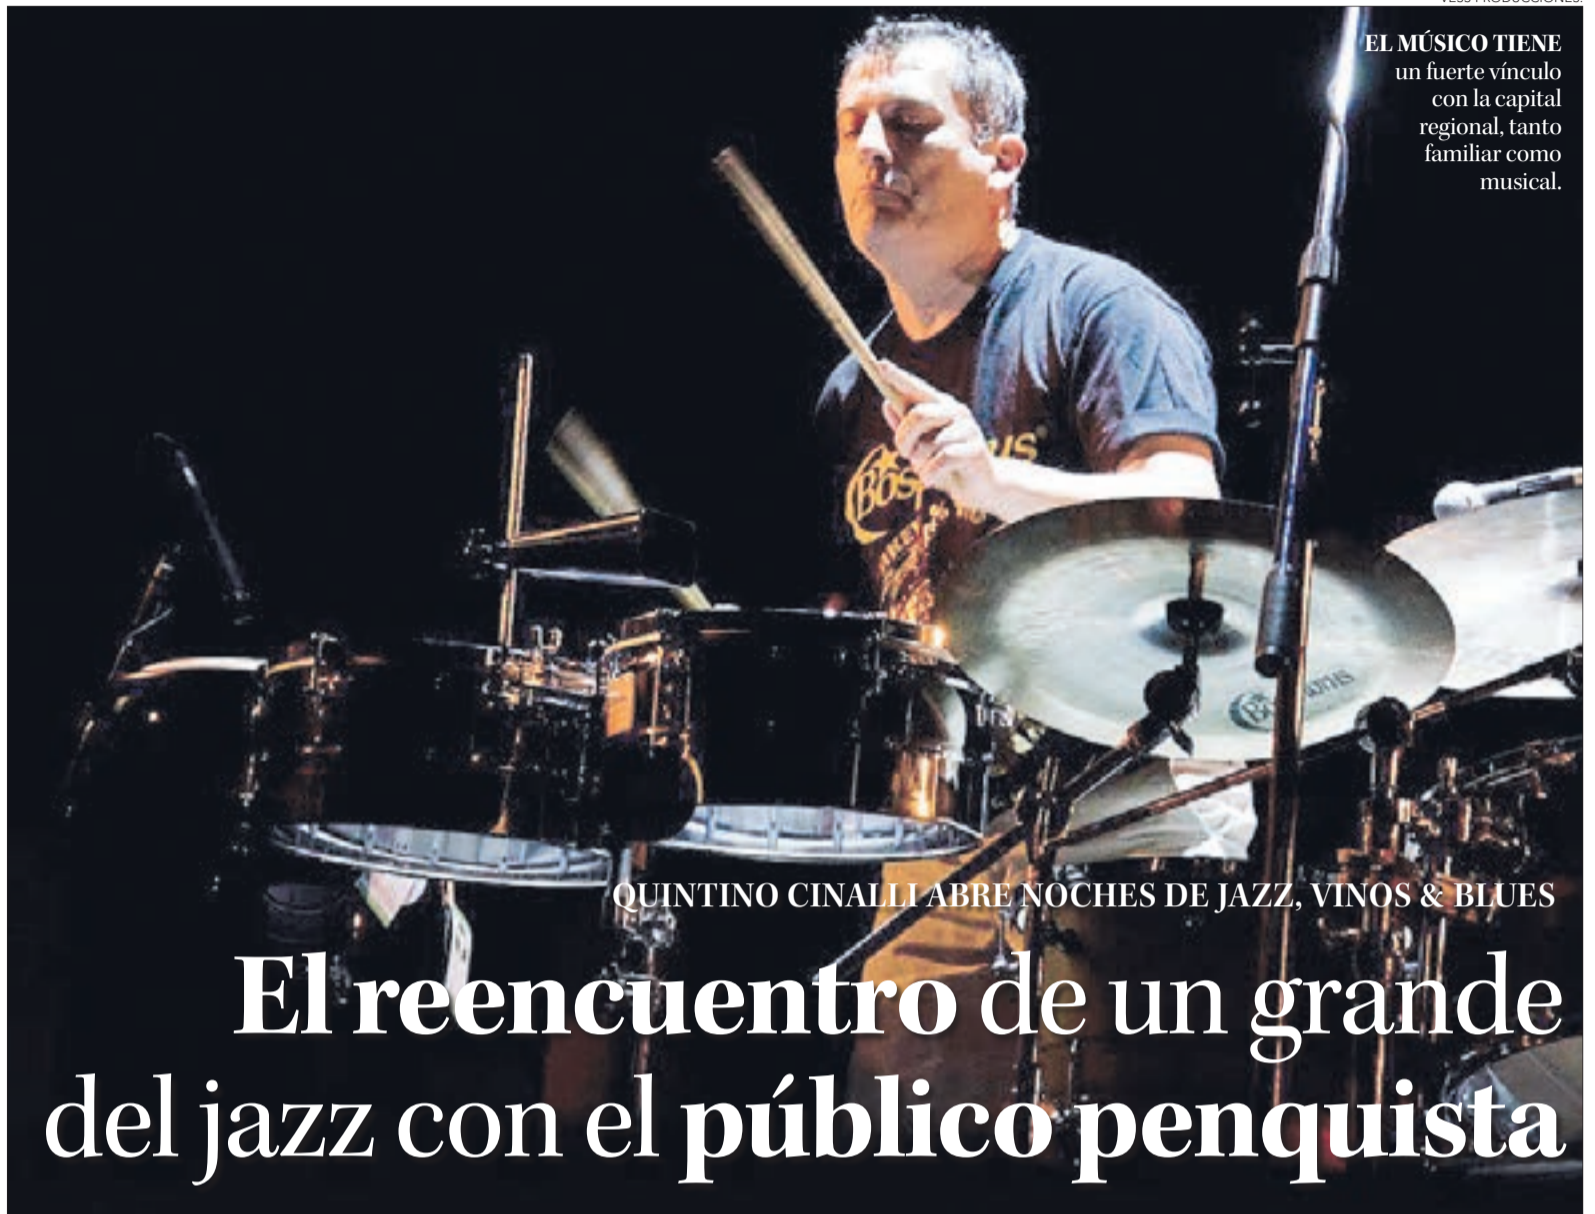 EL MÚSICO TIENE
un fuerte vínculo
con la capital
regional, tanto
familiar como
musical.
QUINTINO CINALLI ABRE NOCHES DE JAZZ, VINOS & BLUES
El reencuentro de un grande
del jazz con el público penquista